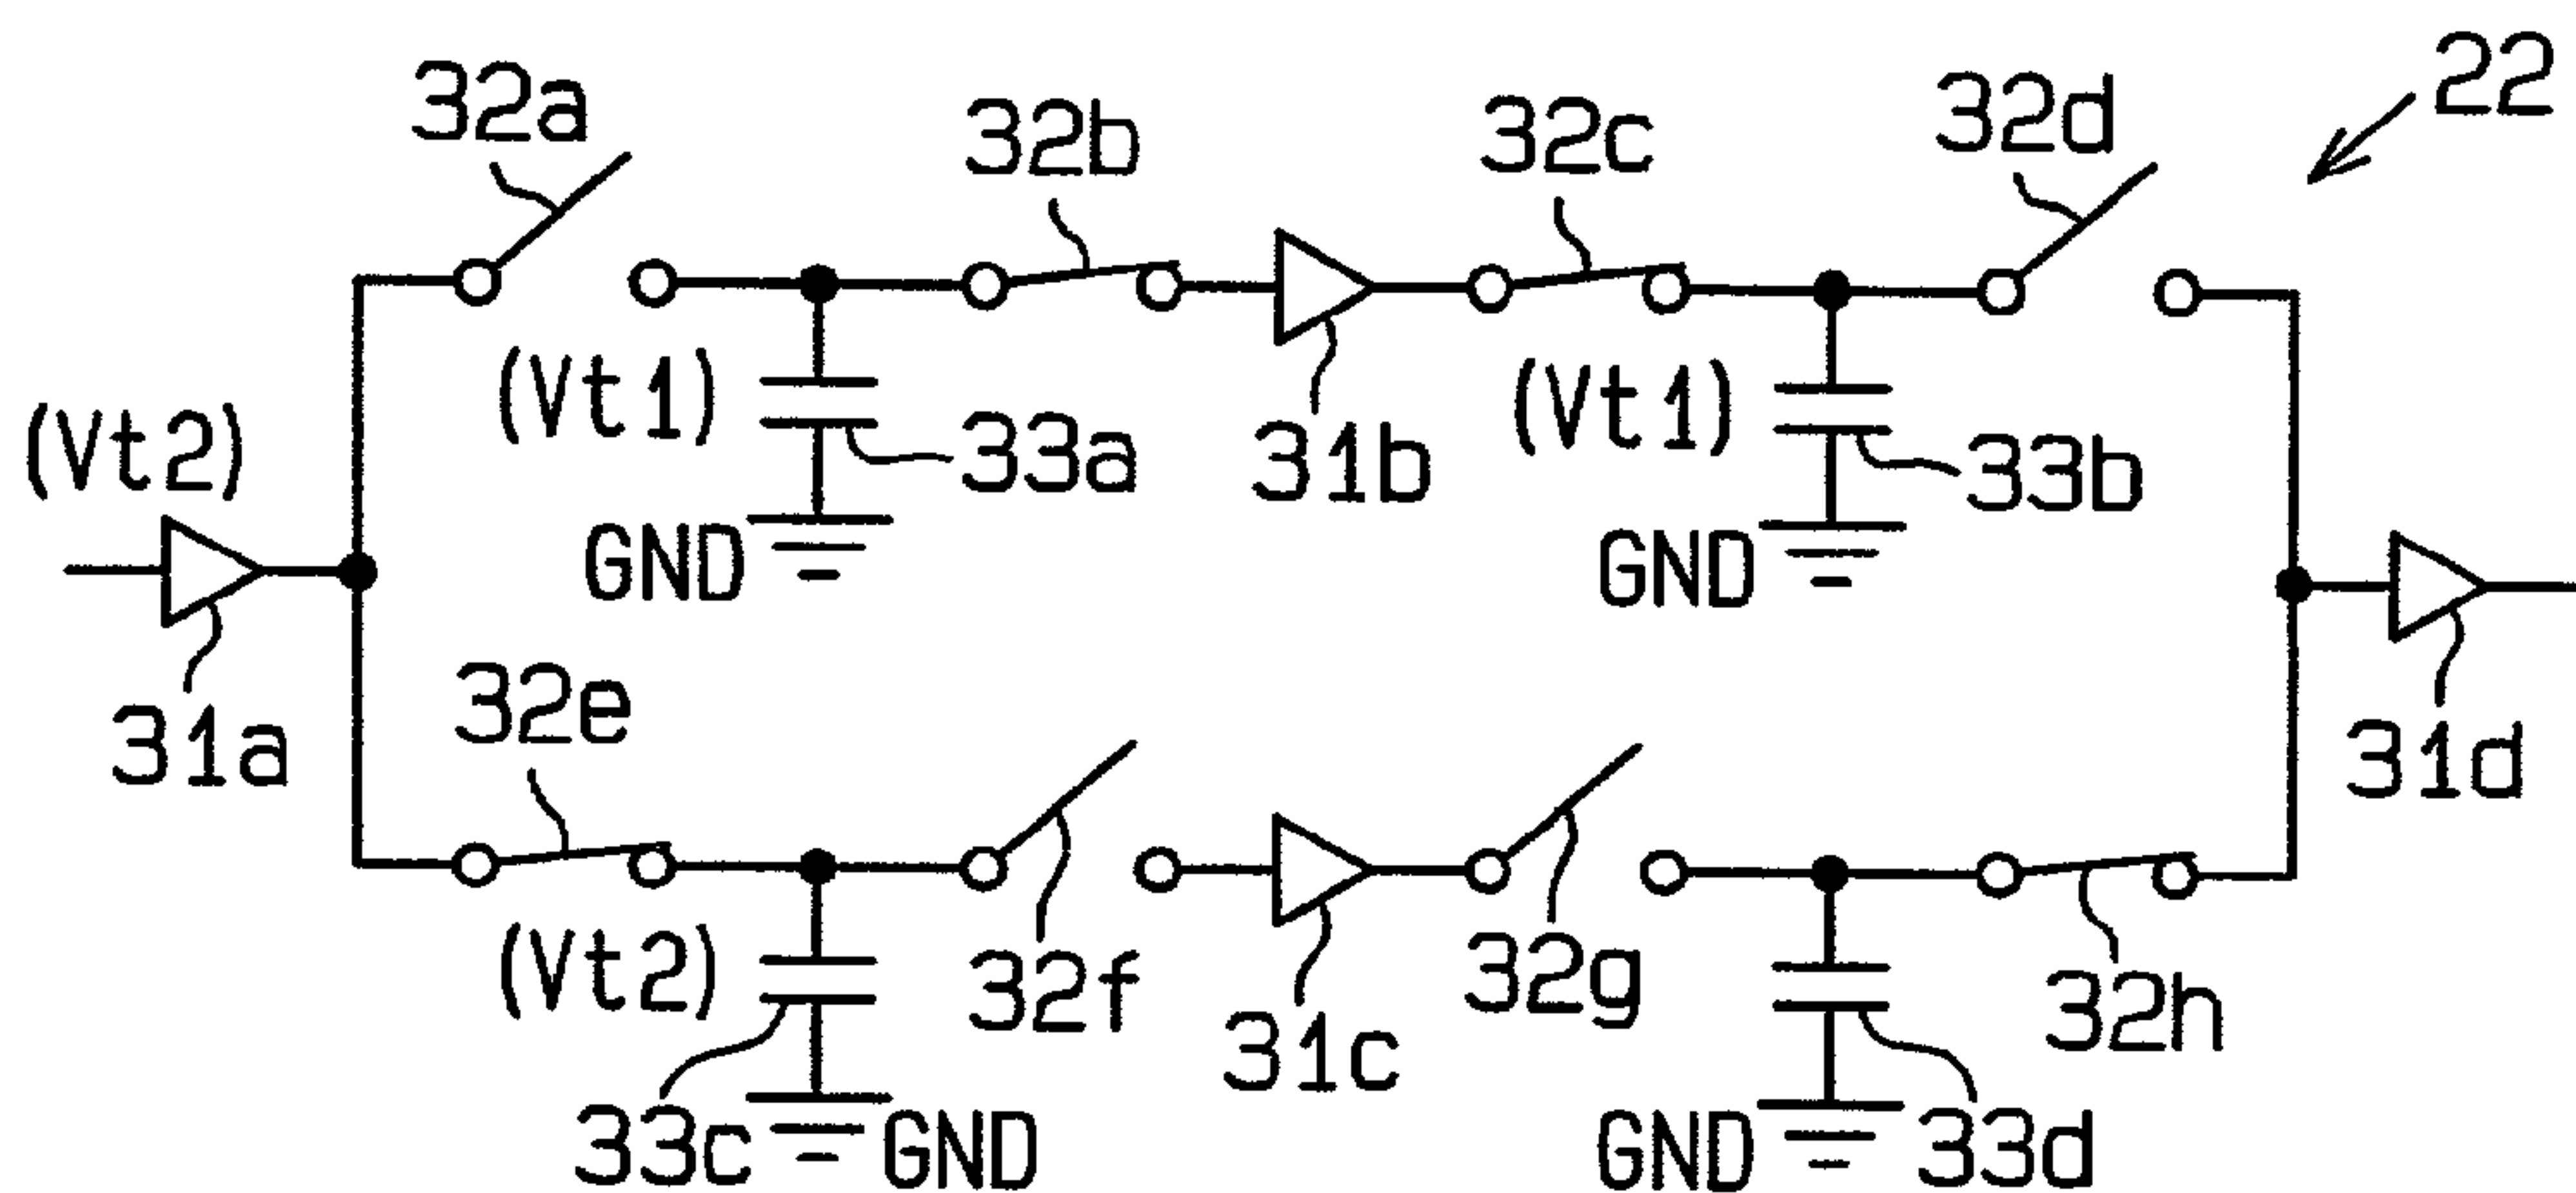 22
32a
32b
32c
32d
(Vt1)
33a
31b
(Vt1)
33b
(Vt2)
GND
GND
31a
32e
31d
(Vt2)
32f
31c
32g
32h
33c
GND
GND
33d